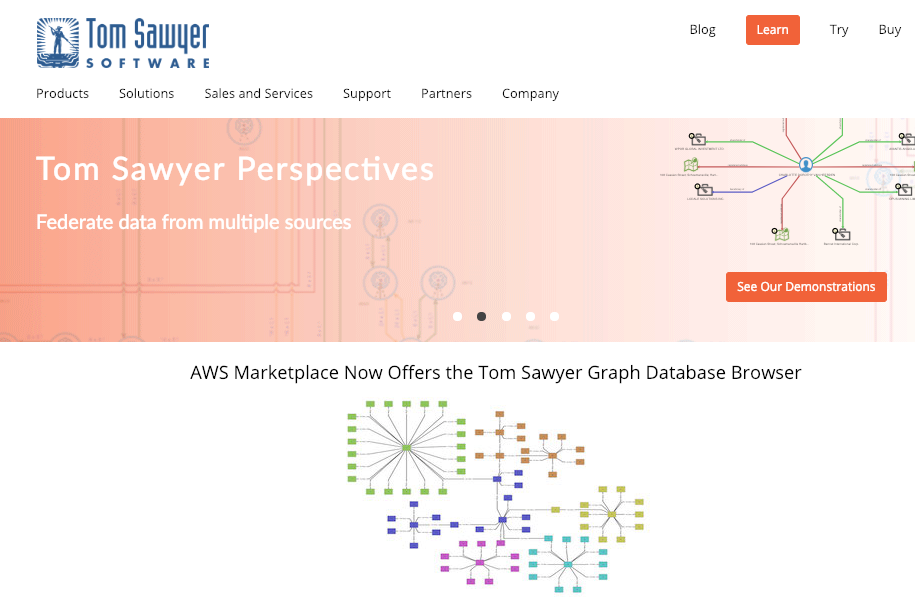 Tom Sawyer
SOFTWARE
Blog Learn Try Buy
Products Solutions Sales and Services Support Partners Company
Tom Sawyer Perspectives
Federate data from multiple sources
See Our Demonstrations
AWS Marketplace Now Offers the Tom Sawyer Graph Database Browser